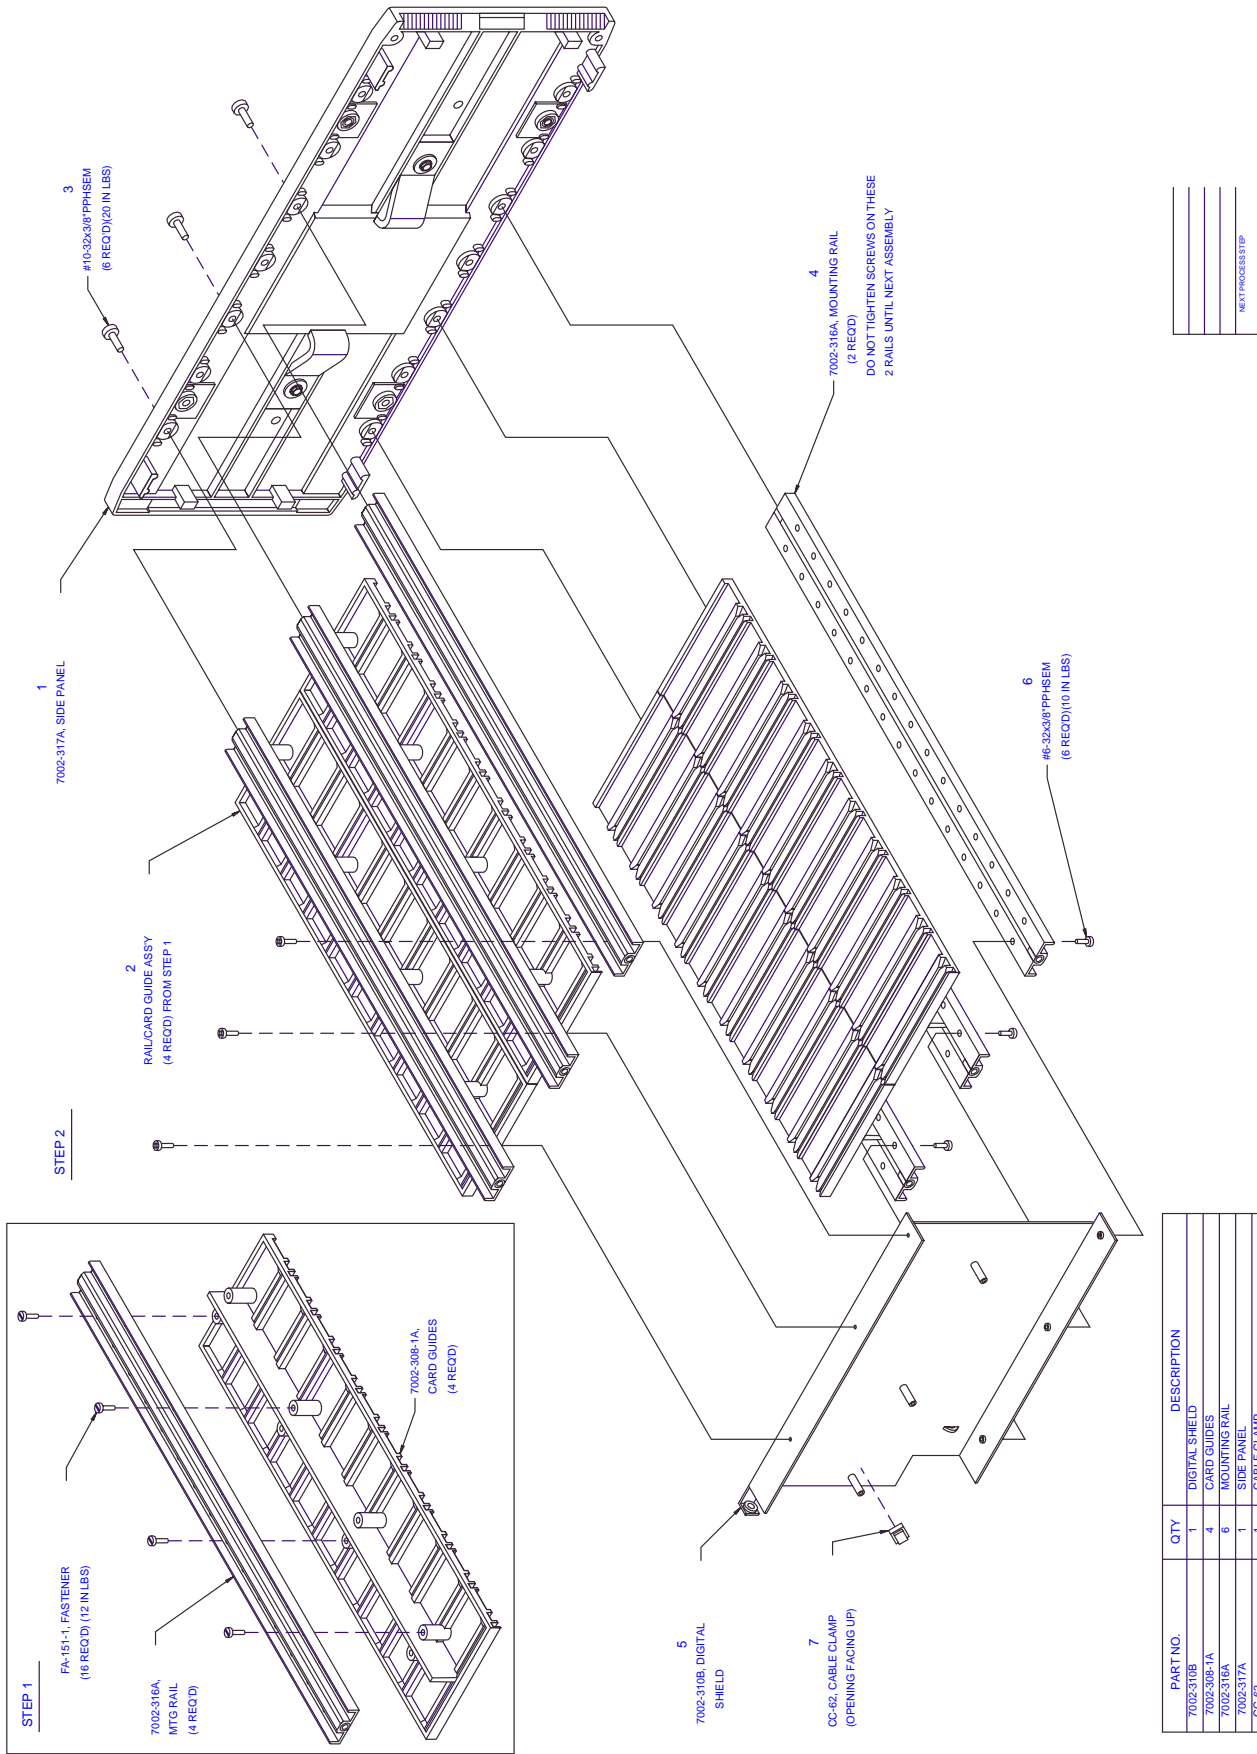 STEP 1
FA-151-1, FASTENER
(16 REQ'D) (12 IN LBS)
7002-316A,
MTG RAIL
(4 REQ'D)
7002-308-1A,
CARD GUIDES
(4 REQ'D)
STEP 2
1
7002-317A, SIDE PANEL
2
RAIL/CARD GUIDE ASS'Y
(4 REQ'D) FROM STEP 1
3
#10-32x3/8"PPHSEM
(6 REQ'D)(20 IN LBS)
4
7002-316A, MOUNTING RAIL
(2 REQ'D)
DO NOT TIGHTEN SCREWS ON THESE
2 RAILS UNTIL NEXT ASSEMBLY
5
7002-310B, DIGITAL
SHIELD
6
#6-32x3/8"PPHSEM
(6 REQ'D)(10 IN LBS)
7
CC-62, CABLE CLAMP
(OPENING FACING UP)
PART NO. QTY DESCRIPTION
7002-310B 1 DIGITAL SHIELD
7002-308-1A 4 CARD GUIDES
7002-316A 6 MOUNTING RAIL
7002-317A 1 SIDE PANEL
CC-62 1 CABLE CLAMP
NEXT PROCESS STEP